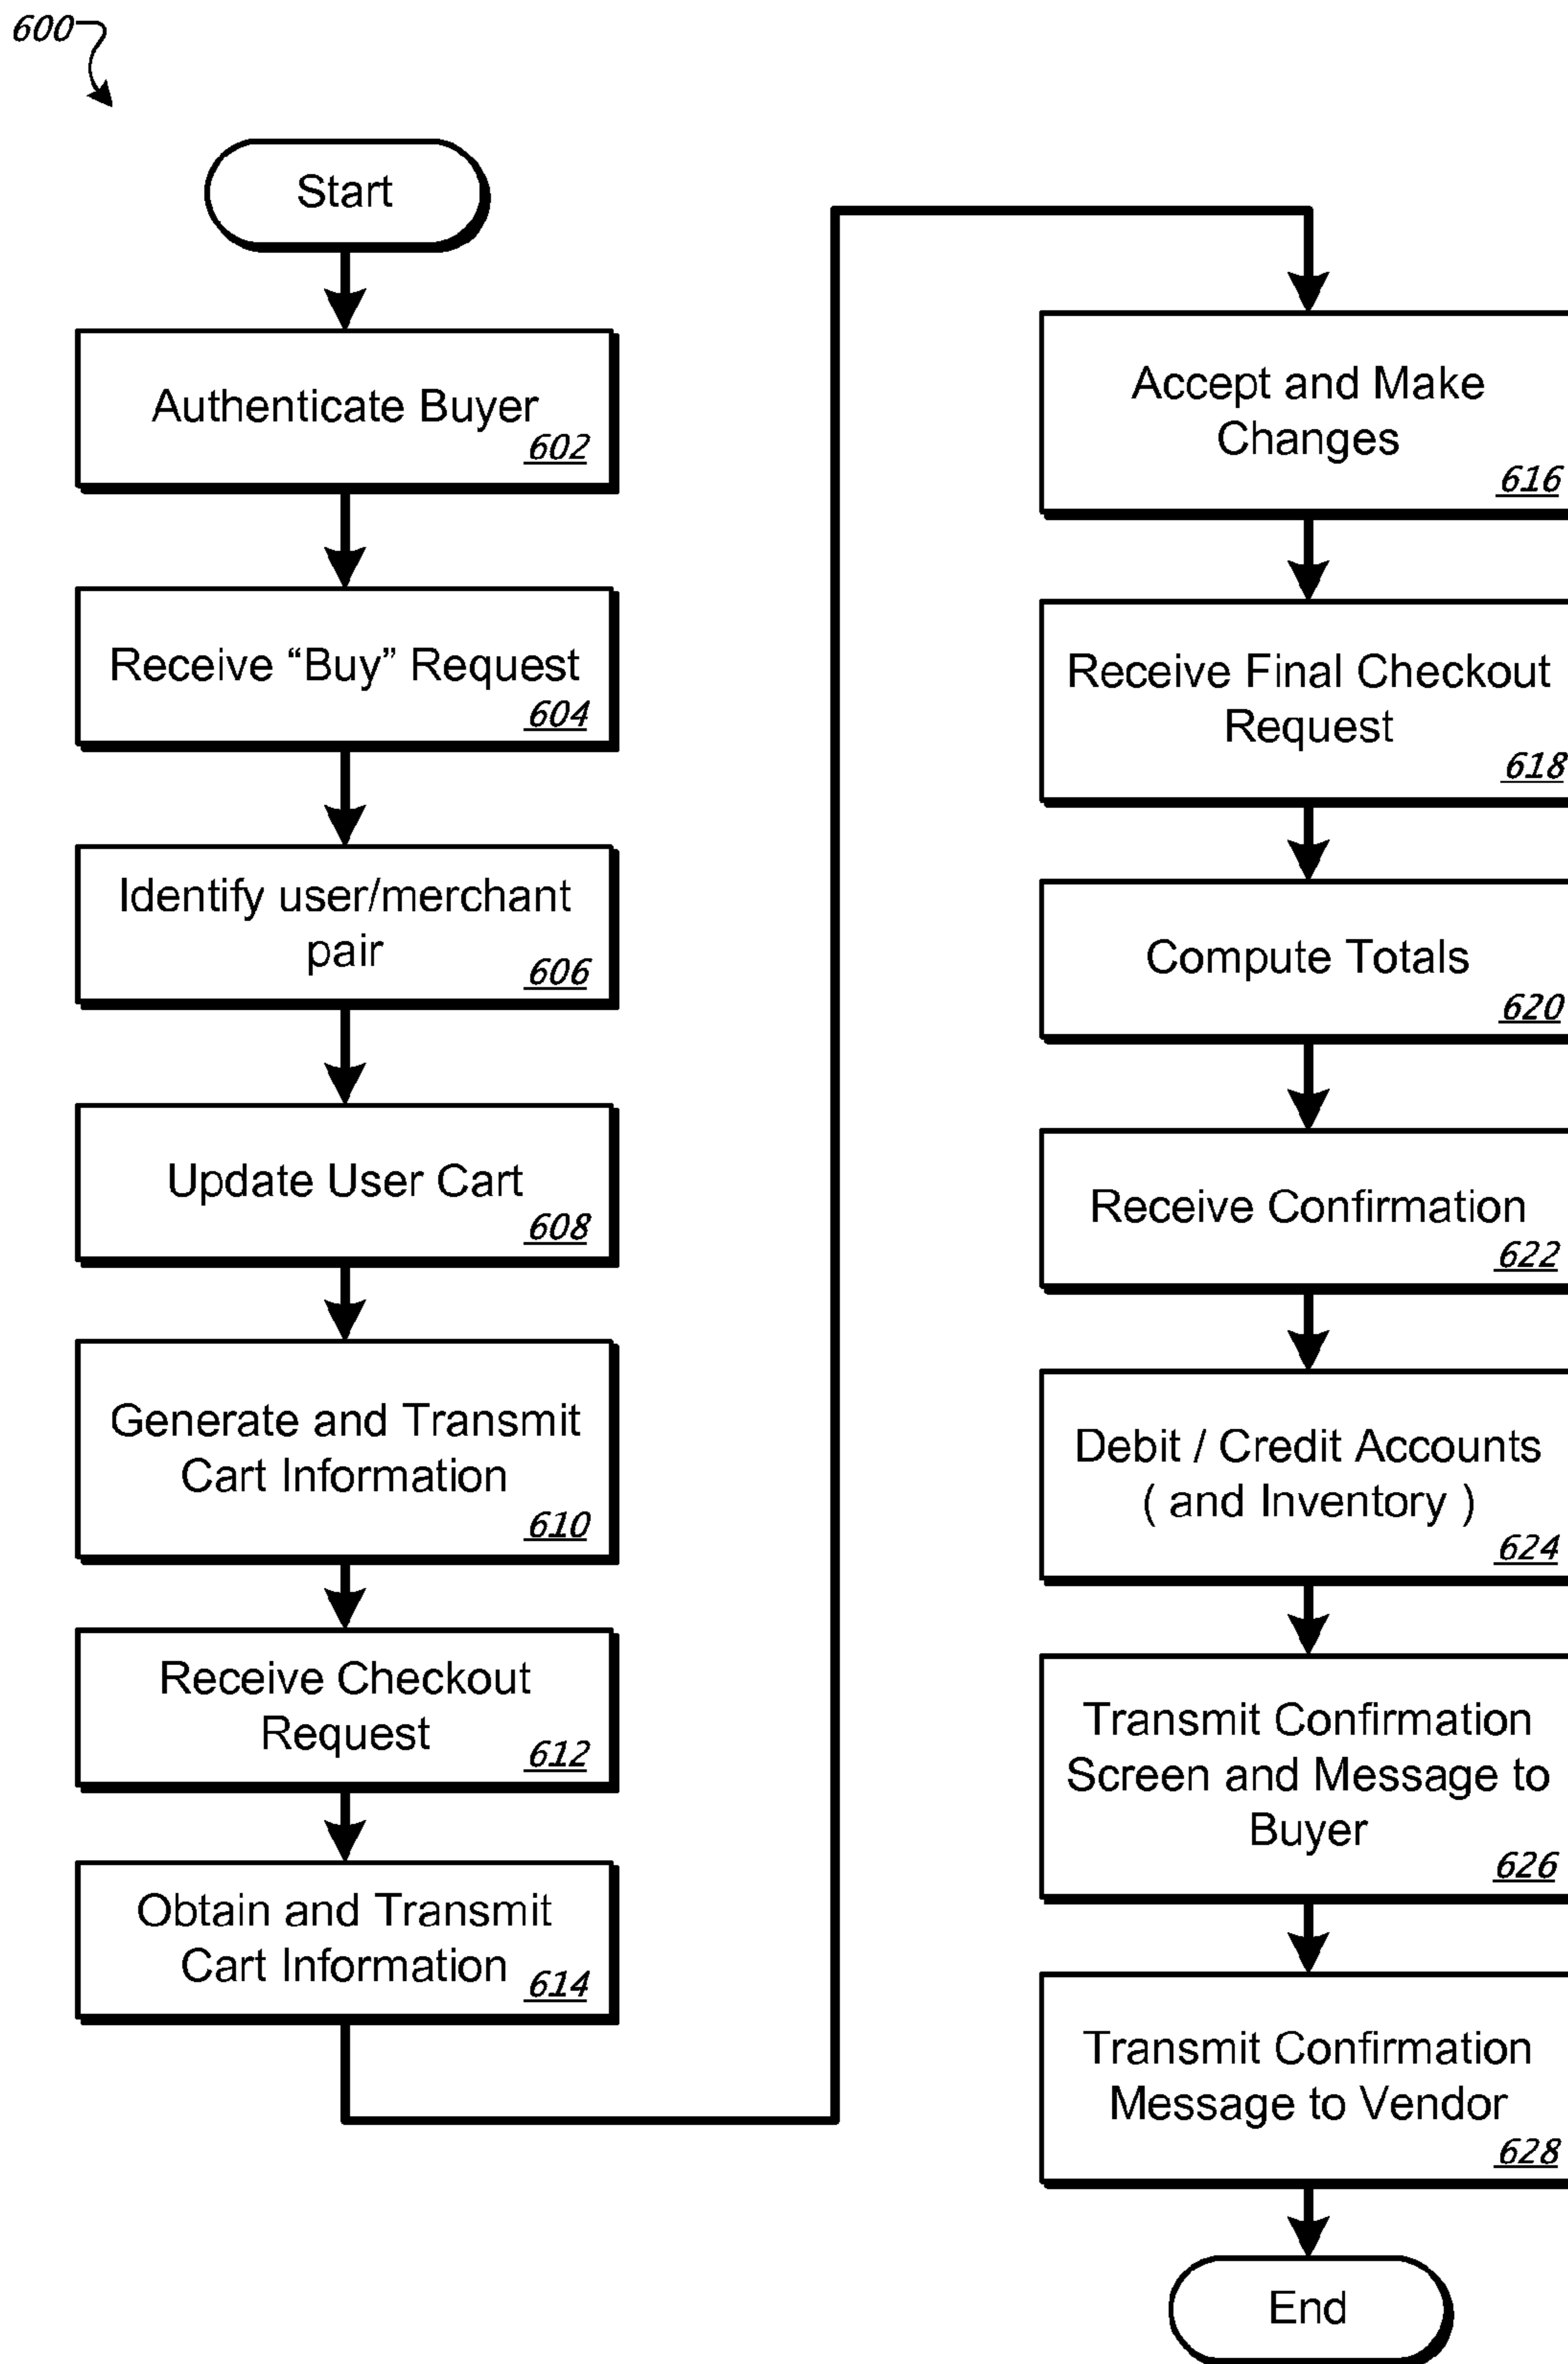 600
Start
Authenticate Buyer
602
Receive “Buy” Request
604
Identify user/merchant
pair
606
Update User Cart
608
Generate and Transmit
Cart Information
610
Receive Checkout
Request
612
Obtain and Transmit
Cart Information
614
Accept and Make
Changes
616
Receive Final Checkout
Request
618
Compute Totals
620
Receive Confirmation
622
Debit / Credit Accounts
( and Inventory )
624
Transmit Confirmation
Screen and Message to
Buyer
626
Transmit Confirmation
Message to Vendor
628
End